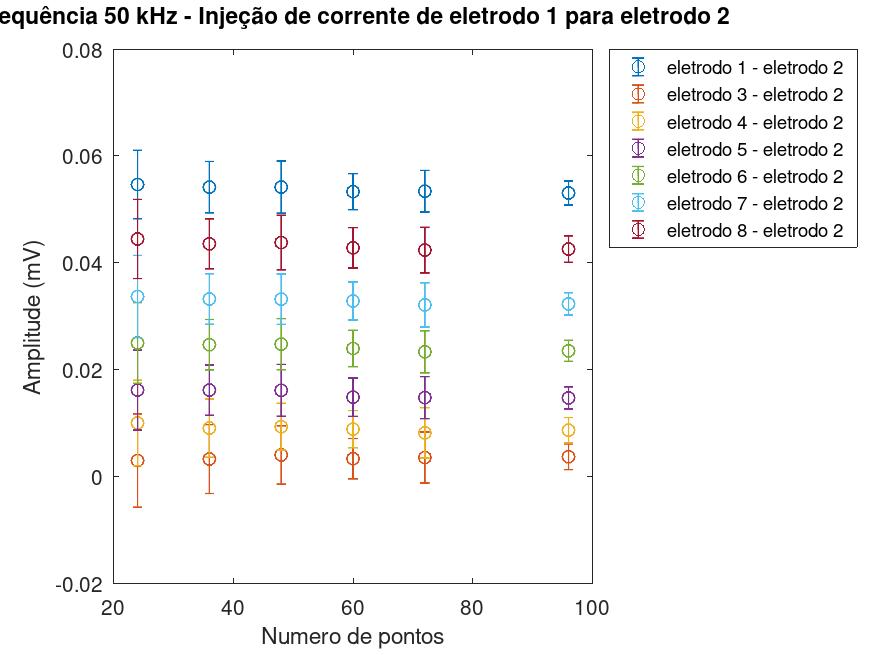 equência 50 kHz - Injeção de corrente de eletrodo 1 para eletrodo 2
0.08
0.06
0.04
0.02
0
-0.02
20 40 60 80 100
Amplitude (mV)
Numero de pontos
eletrodo 1 - eletrodo 2
eletrodo 3 - eletrodo 2
eletrodo 4 - eletrodo 2
eletrodo 5 - eletrodo 2
eletrodo 6 - eletrodo 2
eletrodo 7 - eletrodo 2
eletrodo 8 - eletrodo 2